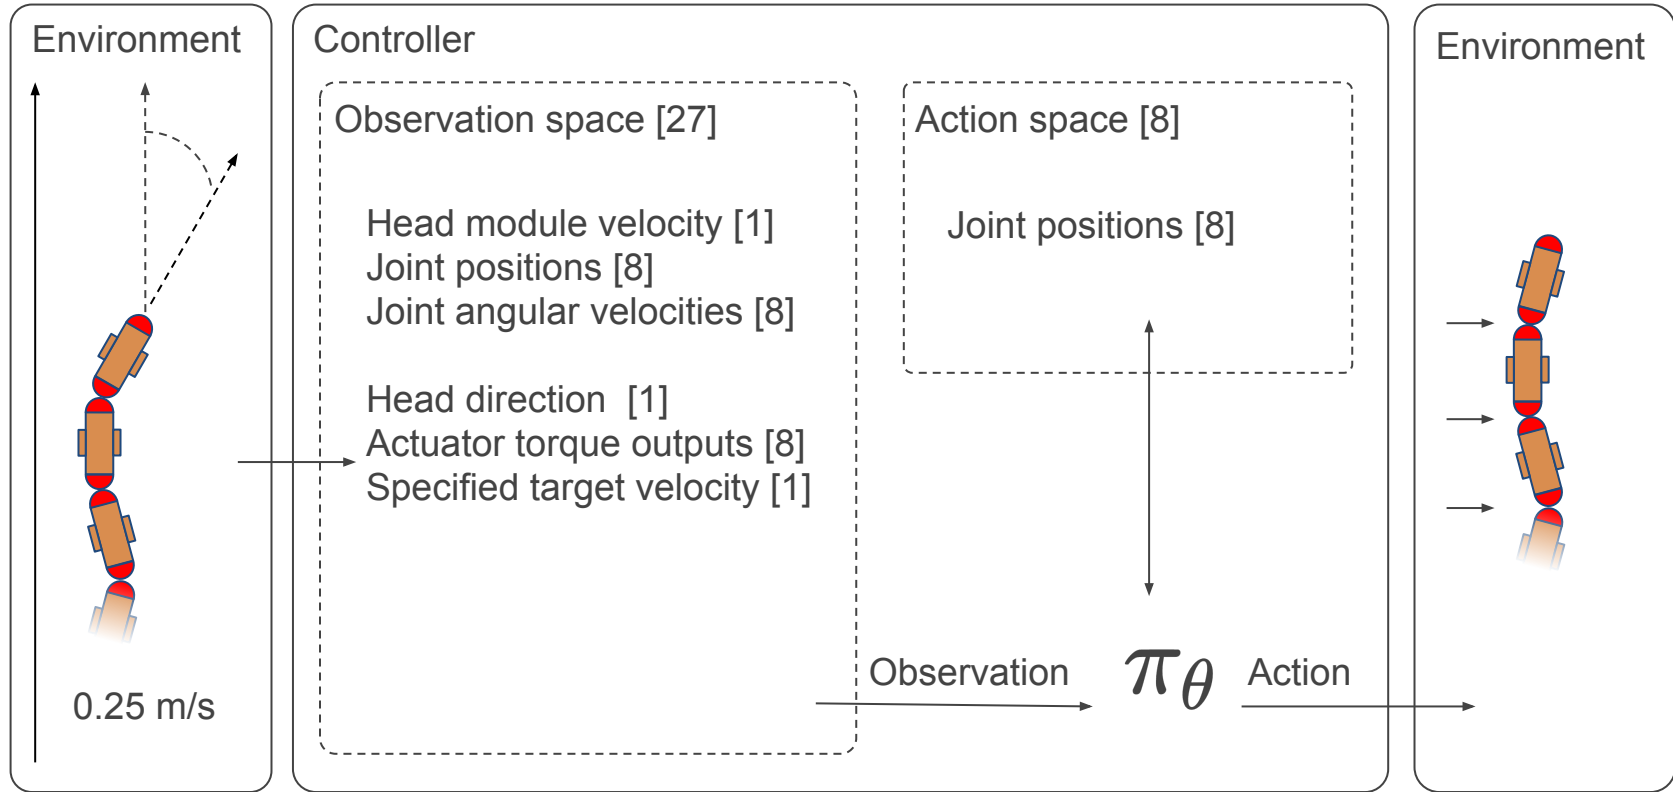 Environment
0.25 m/s
Controller
Observation space [27]
Head module velocity [1]
Joint positions [8]
Joint angular velocities [8]
Head direction [1]
Actuator torque outputs [8]
Specified target velocity [1]
Action space [8]
Joint positions [8]
Observation
πθ
Action
Environment